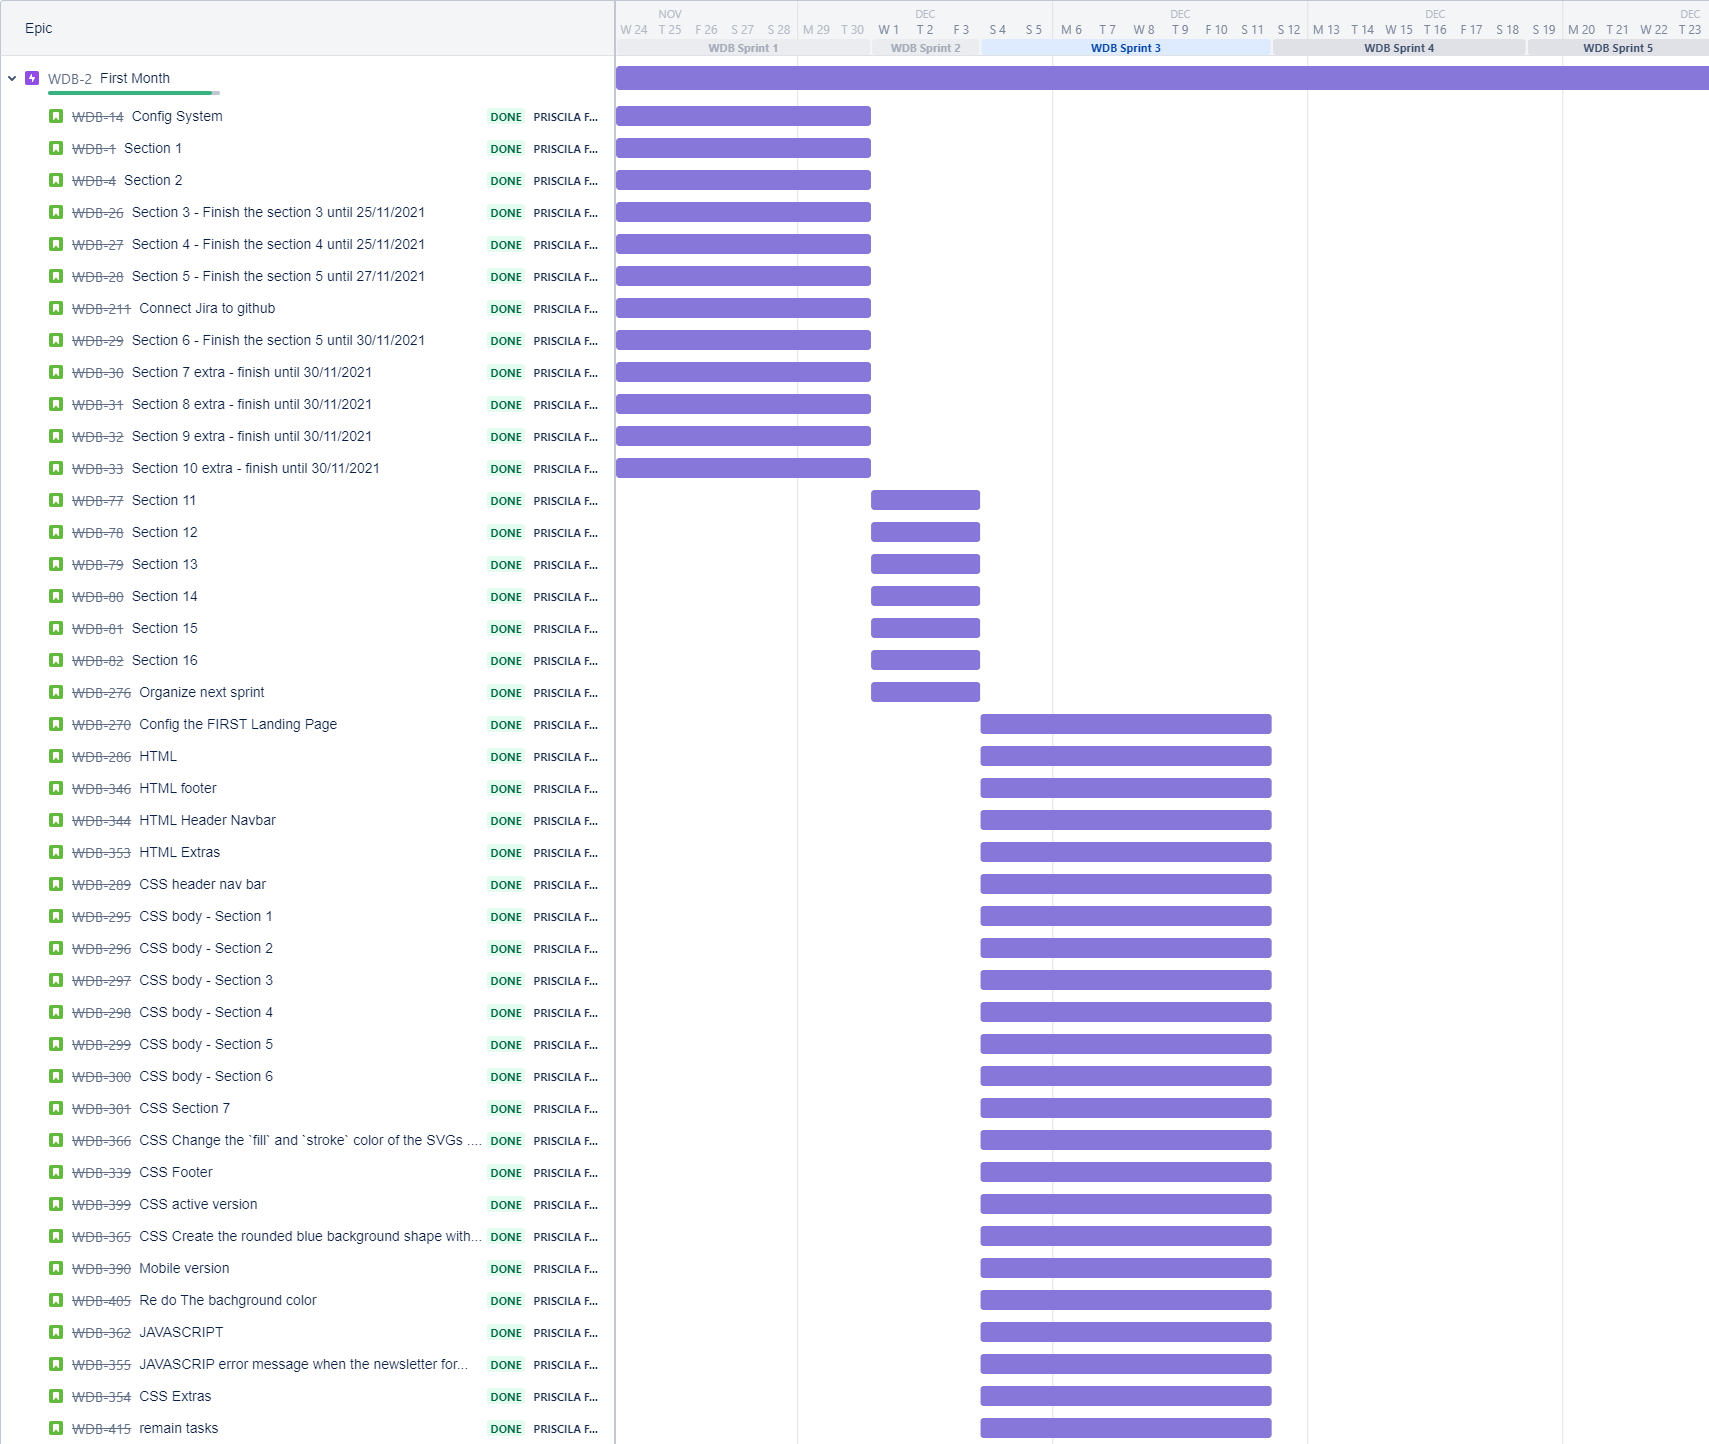 Epic
NOV DEC DEC DEC DEC
W 24 T 25 F 26 S 27 S 28 M 29 T 30 W 1 T 2 F 3 S 4 S 5 M 6 T 7 W 8 T 9 F 10 S 11 S 12 M 13 T 14 W 15 T 16 F 17 S 18 S 19 M 20 T 21 W 22 T 23
WDB Sprint 1 WDB Sprint 2 WDB Sprint 3 WDB Sprint 4 WDB Sprint 5
WDB-2 First Month
WDB-14 Config System DONE PRISCILA F...
WDB-1 Section 1 DONE PRISCILA F...
WDB-4 Section 2 DONE PRISCILA F...
WDB-26 Section 3 - Finish the section 3 until 25/11/2021 DONE PRISCILA F...
WDB-27 Section 4 - Finish the section 4 until 25/11/2021 DONE PRISCILA F...
WDB-28 Section 5 - Finish the section 5 until 27/11/2021 DONE PRISCILA F...
WDB-211 Connect Jira to github DONE PRISCILA F...
WDB-29 Section 6 - Finish the section 5 until 30/11/2021 DONE PRISCILA F...
WDB-30 Section 7 extra - finish until 30/11/2021 DONE PRISCILA F...
WDB-31 Section 8 extra - finish until 30/11/2021 DONE PRISCILA F...
WDB-32 Section 9 extra - finish until 30/11/2021 DONE PRISCILA F...
WDB-33 Section 10 extra - finish until 30/11/2021 DONE PRISCILA F...
WDB-77 Section 11 DONE PRISCILA F...
WDB-78 Section 12 DONE PRISCILA F...
WDB-79 Section 13 DONE PRISCILA F...
WDB-80 Section 14 DONE PRISCILA F...
WDB-81 Section 15 DONE PRISCILA F...
WDB-82 Section 16 DONE PRISCILA F...
WDB-276 Organize next sprint DONE PRISCILA F...
WDB-270 Config the FIRST Landing Page DONE PRISCILA F...
WDB-286 HTML DONE PRISCILA F...
WDB-346 HTML footer DONE PRISCILA F...
WDB-344 HTML Header Navbar DONE PRISCILA F...
WDB-353 HTML Extras DONE PRISCILA F...
WDB-289 CSS header nav bar DONE PRISCILA F...
WDB-295 CSS body - Section 1 DONE PRISCILA F...
WDB-296 CSS body - Section 2 DONE PRISCILA F...
WDB-297 CSS body - Section 3 DONE PRISCILA F...
WDB-298 CSS body - Section 4 DONE PRISCILA F...
WDB-299 CSS body - Section 5 DONE PRISCILA F...
WDB-300 CSS body - Section 6 DONE PRISCILA F...
WDB-301 CSS Section 7 DONE PRISCILA F...
WDB-366 CSS Change the `fill` and `stroke` color of the SVGs .... DONE PRISCILA F...
WDB-339 CSS Footer DONE PRISCILA F...
WDB-399 CSS active version DONE PRISCILA F...
WDB-365 CSS Create the rounded blue background shape with... DONE PRISCILA F...
WDB-390 Mobile version DONE PRISCILA F...
WDB-405 Re do The bachground color DONE PRISCILA F...
WDB-362 JAVASCRIPT DONE PRISCILA F...
WDB-355 JAVASCRIP error message when the newsletter for... DONE PRISCILA F...
WDB-354 CSS Extras DONE PRISCILA F...
WDB-415 remain tasks DONE PRISCILA F...